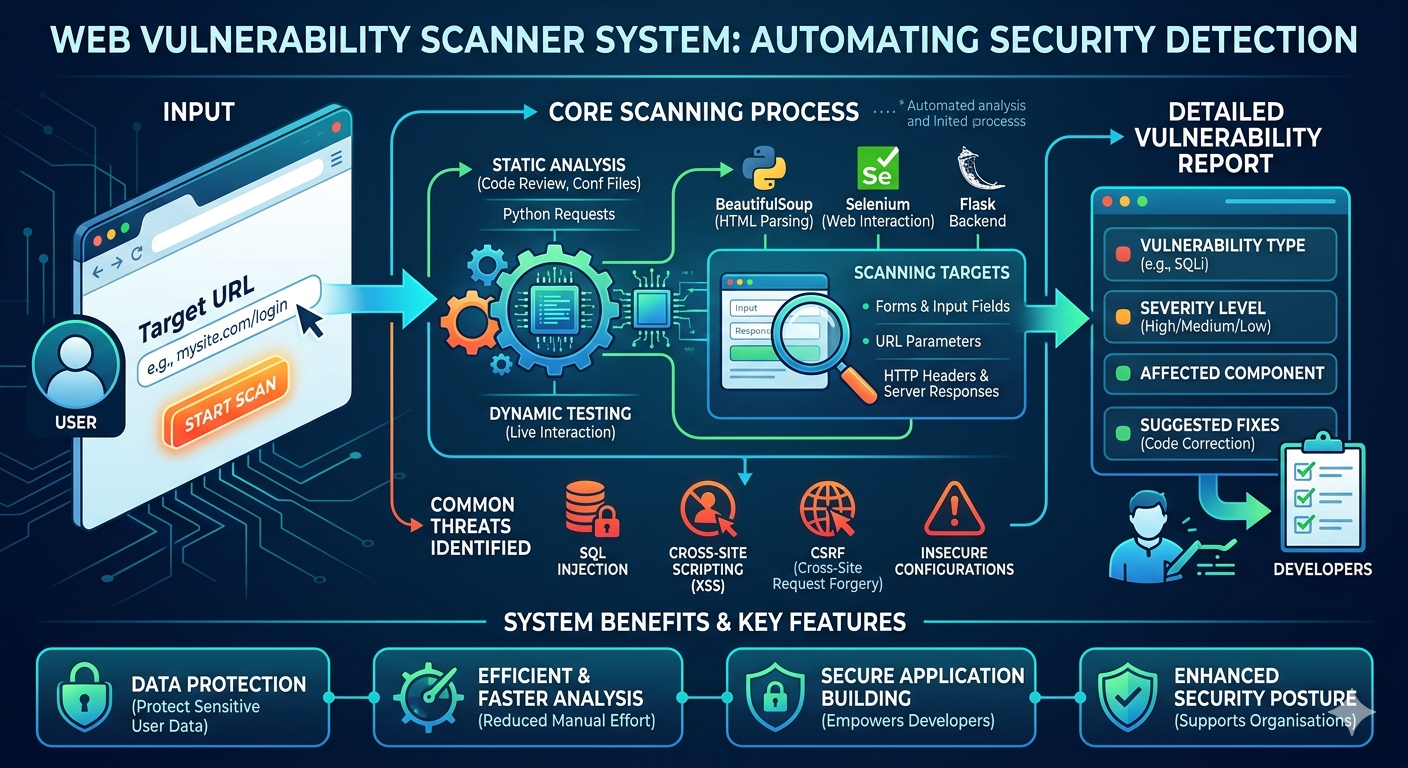 WEB VULNERABILITY SCANNER SYSTEM: AUTOMATING SECURITY DETECTION
INPUT
Target URL
e.g., mysite.com/login
START SCAN
USER
CORE SCANNING PROCESS
* Automated analysis
and Inited processs
STATIC ANALYSIS
(Code Review, Conf Files)
Python Requests
DYNAMIC TESTING
(Live Interaction)
BeautifulSoup
(HTML Parsing)
Se
Selenium
(Web Interaction)
Flask
Backend
SCANNING TARGETS
Input
Respon
Forms & Input Fields
URL Parameters
HTTP Headers &
Server Responses
COMMON
THREATS
IDENTIFIED
SQL
INJECTION
CROSS-SITE
SCRIPTING
(XSS)
CSRF
(Cross-Site
Request Forgery)
INSECURE
CONFIGURATIONS
DETAILED
VULNERABILITY
REPORT
VULNERABILITY TYPE
(e.g., SQLi)
SEVERITY LEVEL
(High/Medium/Low)
AFFECTED COMPONENT
SUGGESTED FIXES
(Code Correction)
DEVELOPERS
SYSTEM BENEFITS & KEY FEATURES
DATA PROTECTION
(Protect Sensitive
User Data)
EFFICIENT &
FASTER ANALYSIS
(Reduced Manual Effort)
SECURE APPLICATION
BUILDING
(Empowers Developers)
ENHANCED
SECURITY POSTURE
(Supports Organisations)